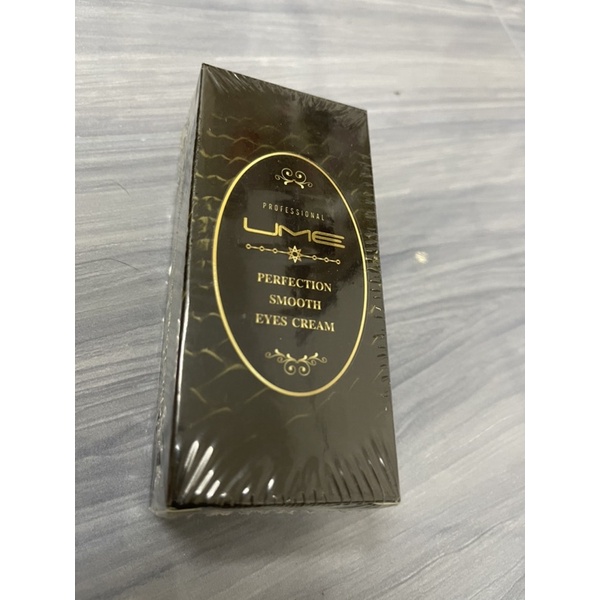 PROFESSIONAL
UME
PERFECTION
SMOOTH
EYES CREAM